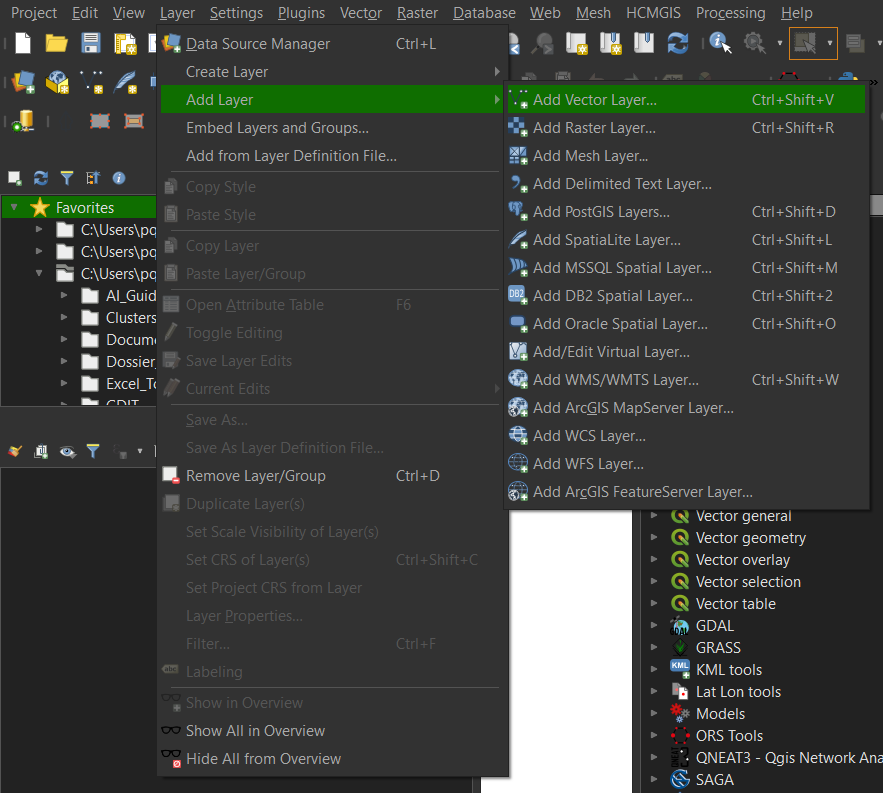 Project Edit View Layer Settings Plugins Vector Raster Database Web Mesh HCMGIS Processing Help
Data Source Manager Ctrl+L
Create Layer
Add Layer
Embed Layers and Groups...
Add from Layer Definition File...
Copy Style
Paste Style
Copy Layer
Paste Layer/Group
Open Attribute Table F6
Toggle Editing
Save Layer Edits
Current Edits
Save As...
Save As Layer Definition File...
Remove Layer/Group Ctrl+D
Duplicate Layer(s)
Set Scale Visibility of Layer(s)
Set CRS of Layer(s) Ctrl+Shift+C
Set Project CRS from Layer
Layer Properties...
Filter... Ctrl+F
Labeling
Show in Overview
Show All in Overview
Hide All from Overview
Add Vector Layer... Ctrl+Shift+V
Add Raster Layer... Ctrl+Shift+R
Add Mesh Layer...
Add Delimited Text Layer...
Add PostGIS Layers... Ctrl+Shift+D
Add SpatiaLite Layer... Ctrl+Shift+L
Add MSSQL Spatial Layer... Ctrl+Shift+M
DB2 Add DB2 Spatial Layer... Ctrl+Shift+2
Add Oracle Spatial Layer... Ctrl+Shift+O
Add/Edit Virtual Layer...
Add WMS/WMTS Layer... Ctrl+Shift+W
Add ArcGIS MapServer Layer...
Add WCS Layer...
Add WFS Layer...
Add ArcGIS FeatureServer Layer...
Favorites
C:\Users\pq
C:\Users\pq
C:\Users\pq
AI_Guid
Clusters
Docume
Dossier_
Excel_To
Vector general
Vector geometry
Vector overlay
Vector selection
Vector table
GDAL
GRASS
KML KML tools
Lat Lon tools
Models
ORS Tools
QNEAT3 - Qgis Network Ana
SAGA